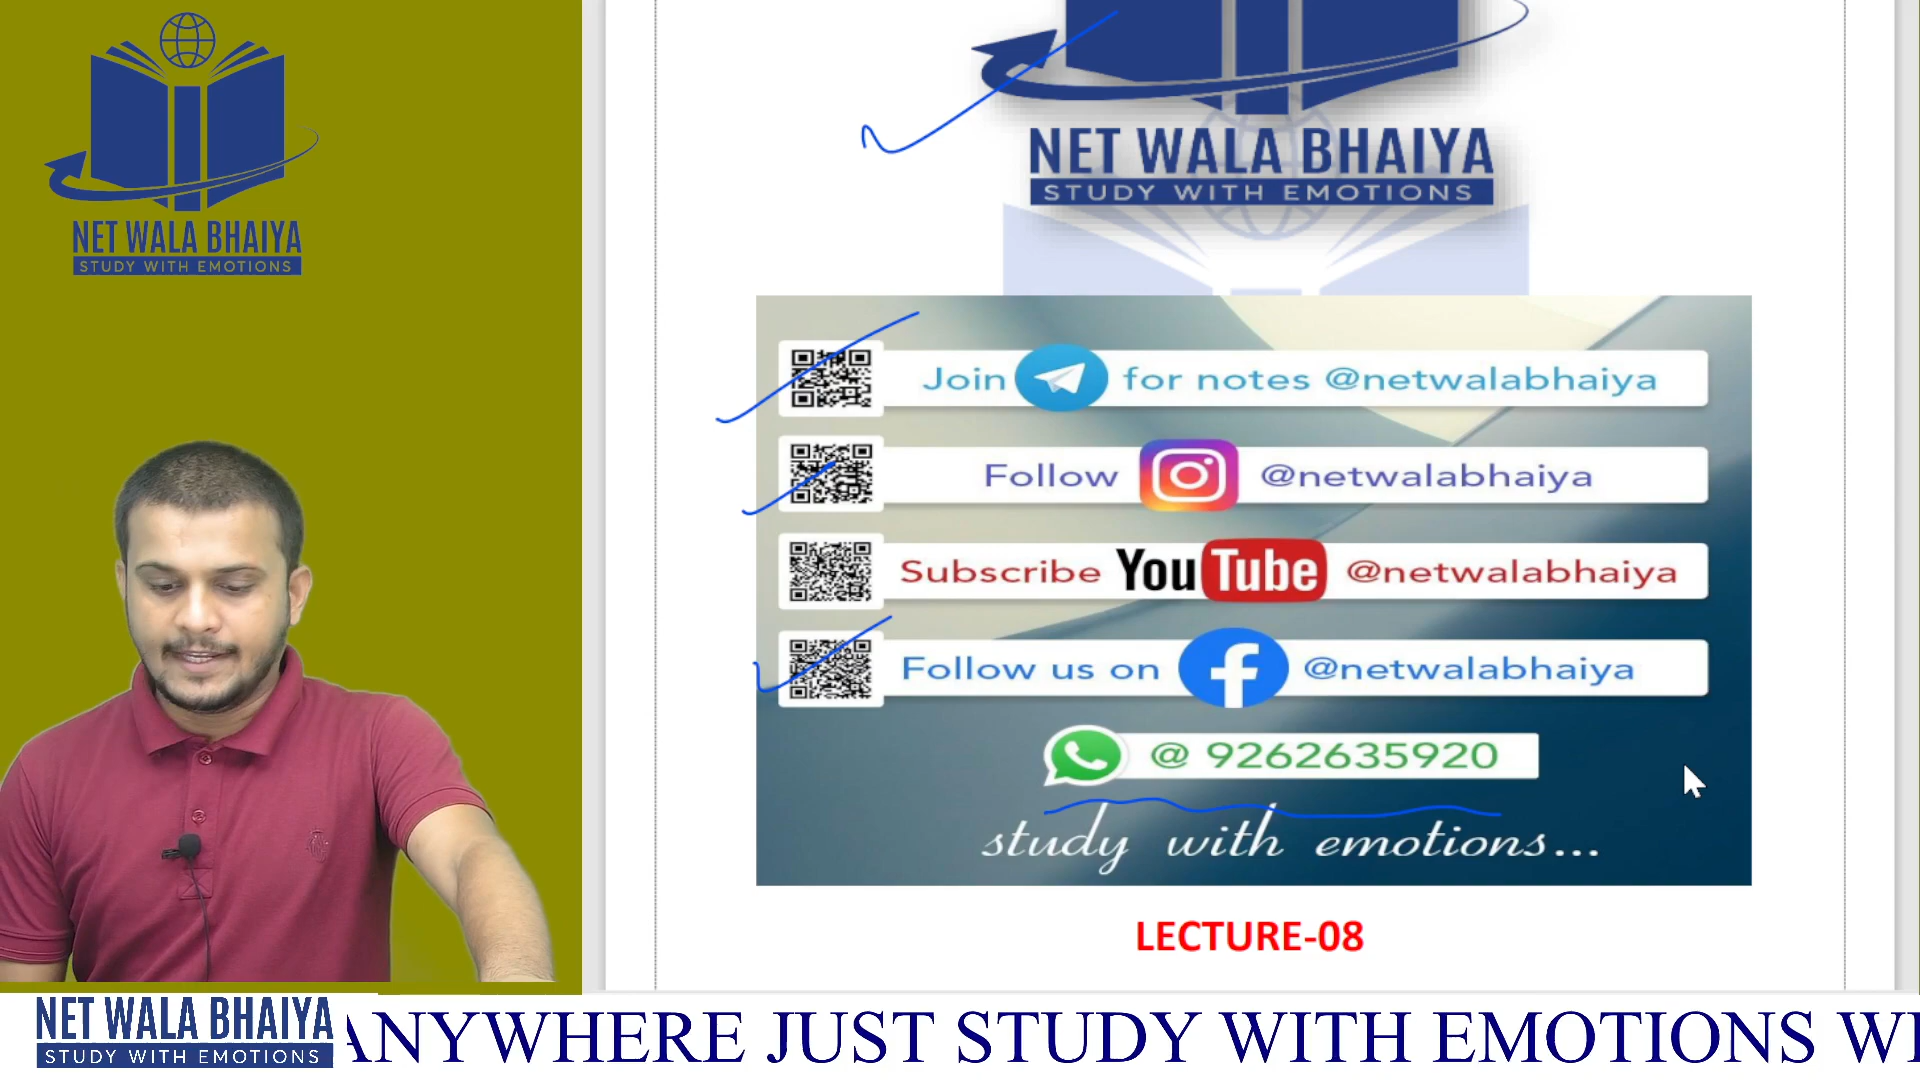 NET WALA BHAIYA
STUDY WITH EMOTIONS
NET WALA BHAIYA
STUDY WITH EMOTIONS
Join for notes @netwalabhaiya
Follow @netwalabhaiya
Subscribe YouTube @netwalabhaiya
Follow us on f @netwalabhaiya
@ 9262635920
study with emotions...
LECTURE-08
NET WALA BHAIYA
STUDY WITH EMOTIONS
ANYWHERE JUST STUDY WITH EMOTIONS